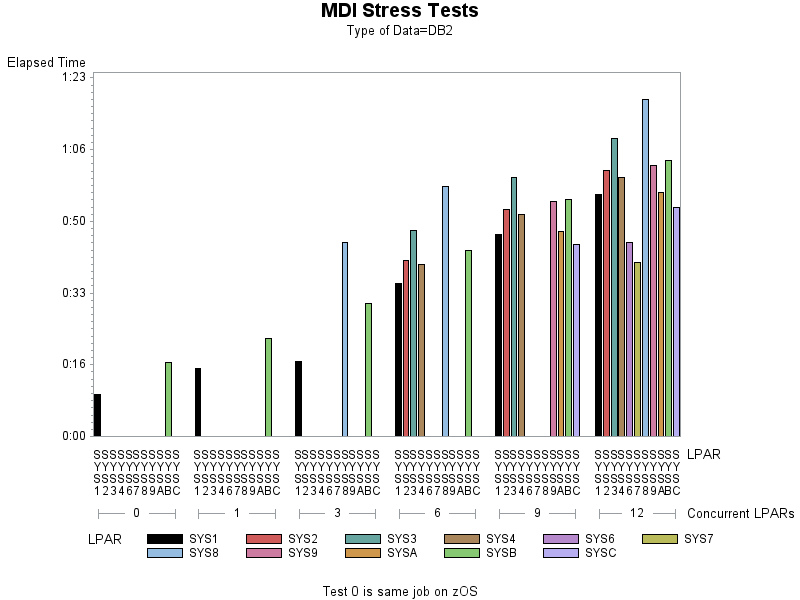 MDI Stress Tests
Type of Data=DB2
Elapsed Time
1:23
1:06
0:50
0:33
0:16
0:00
SSSSSSSSSSS SSSSSSSSSSS SSSSSSSSSSS SSSSSSSSSSS SSSSSSSSSSS SSSSSSSSSSS LPAR
YYYYYYYYYYY YYYYYYYYYYY YYYYYYYYYYY YYYYYYYYYYY YYYYYYYYYYY YYYYYYYYYYY
SSSSSSSSSSS SSSSSSSSSSS SSSSSSSSSSS SSSSSSSSSSS SSSSSSSSSSS SSSSSSSSSSS
12346789ABC 12346789ABC 12346789ABC 12346789ABC 12346789ABC 12346789ABC
0 1 3 6 9 12 Concurrent LPARs
LPAR SYS1 SYS2 SYS3 SYS4 SYS6 SYS7
SYS8 SYS9 SYSA SYSB SYSC
Test 0 is same job on zOS